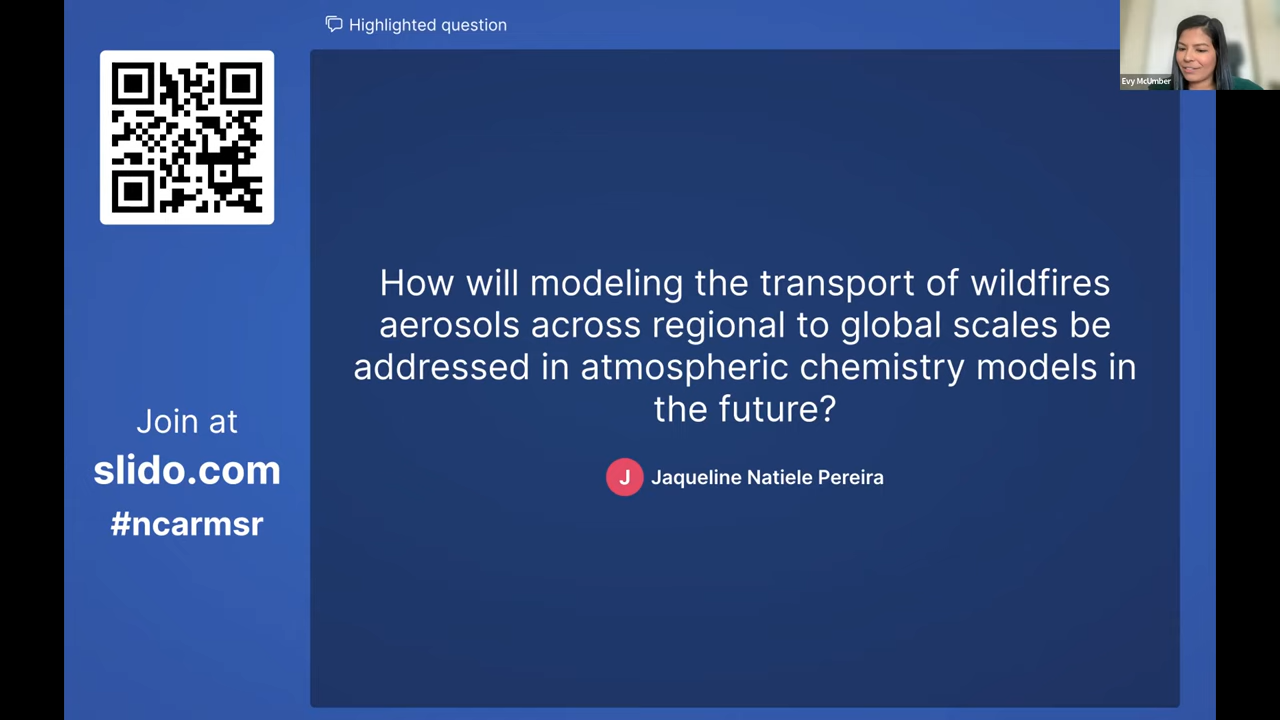 Highlighted question
Evy McUmber
How will modeling the transport of wildfires
aerosols across regional to global scales be
addressed in atmospheric chemistry models in
the future?
J Jaqueline Natiele Pereira
Join at
slido.com
#ncarmsr